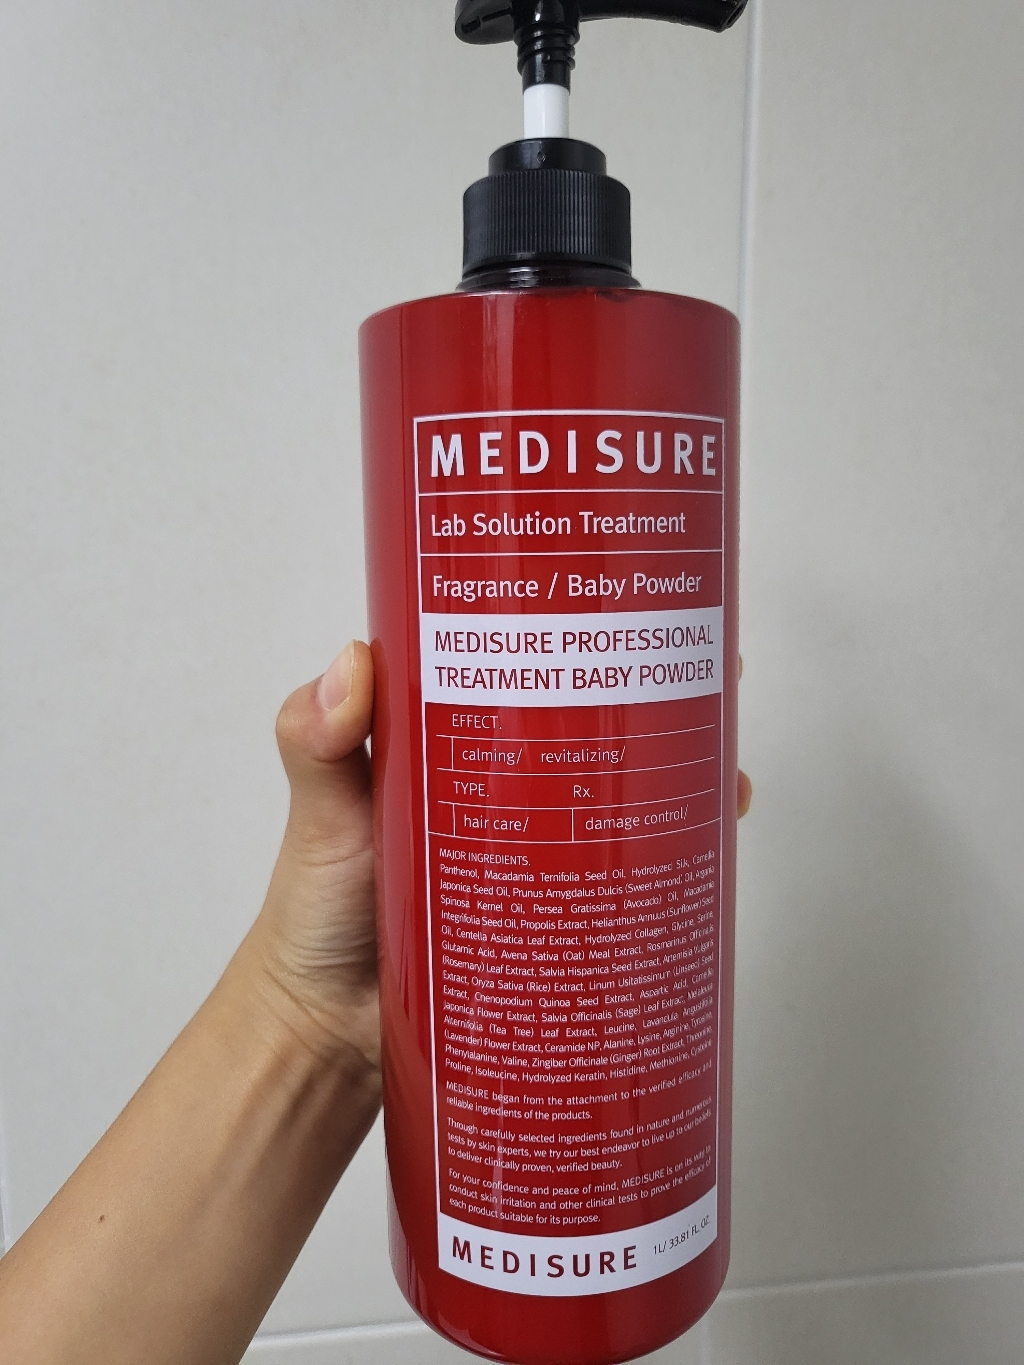 MEDISURE
Lab Solution Treatment
Fragrance / Baby Powder
MEDISURE PROFESSIONAL
TREATMENT BABY POWDER
EFFECT.
calming/ revitalizing/
TYPE. Rx.
hair care/ damage control/
MAJOR INGREDIENTS.
Panthenol, Macadamia Ternifolia Seed Oil, Hydrolyzed Silk, Camellia
Japonica Seed Oil, Prunus Amygdalus Dulcis (Sweet Almond) Oil, Argania
Spinosa Kernel Oil, Persea Gratissima (Avocado) Oil, Macadamia
Integrifolia Seed Oil, Propolis Extract, Helianthus Annuus (Sunflower) Seed
Oil, Centella Asiatica Leaf Extract, Hydrolyzed Collagen, Glycine, Serine,
Glutamic Acid, Avena Sativa (Oat) Meal Extract, Rosmarinus Officinalis
(Rosemary) Leaf Extract, Salvia Hispanica Seed Extract, Artemisia Vulgaris
Extract, Oryza Sativa (Rice) Extract, Linum Usitatissimum (Linseed) Seed
Extract, Chenopodium Quinoa Seed Extract, Aspartic Acid, Camellia
Japonica Flower Extract, Salvia Officinalis (Sage) Leaf Extract, Melaleuca
Alternifolia (Tea Tree) Leaf Extract, Leucine, Lavandula Angustifolia
(Lavender) Flower Extract, Ceramide NP, Alanine, Lysine, Arginine, Tyrosine,
Phenylalanine, Valine, Zingiber Officinale (Ginger) Root Extract, Threonine,
Proline, Isoleucine, Hydrolyzed Keratin, Histidine, Methionine, Cysteine
MEDISURE began from the attachment to the verified efficacy and
reliable ingredients of the products.
Through carefully selected ingredients found in nature and numerous
tests by skin experts, we try our best endeavor to live up to our beliefs
to deliver clinically proven, verified beauty.
For your confidence and peace of mind, MEDISURE is on its way to
conduct skin irritation and other clinical tests to prove the efficacy of
each product suitable for its purpose.
MEDISURE 1L/ 33.81 FL. OZ.